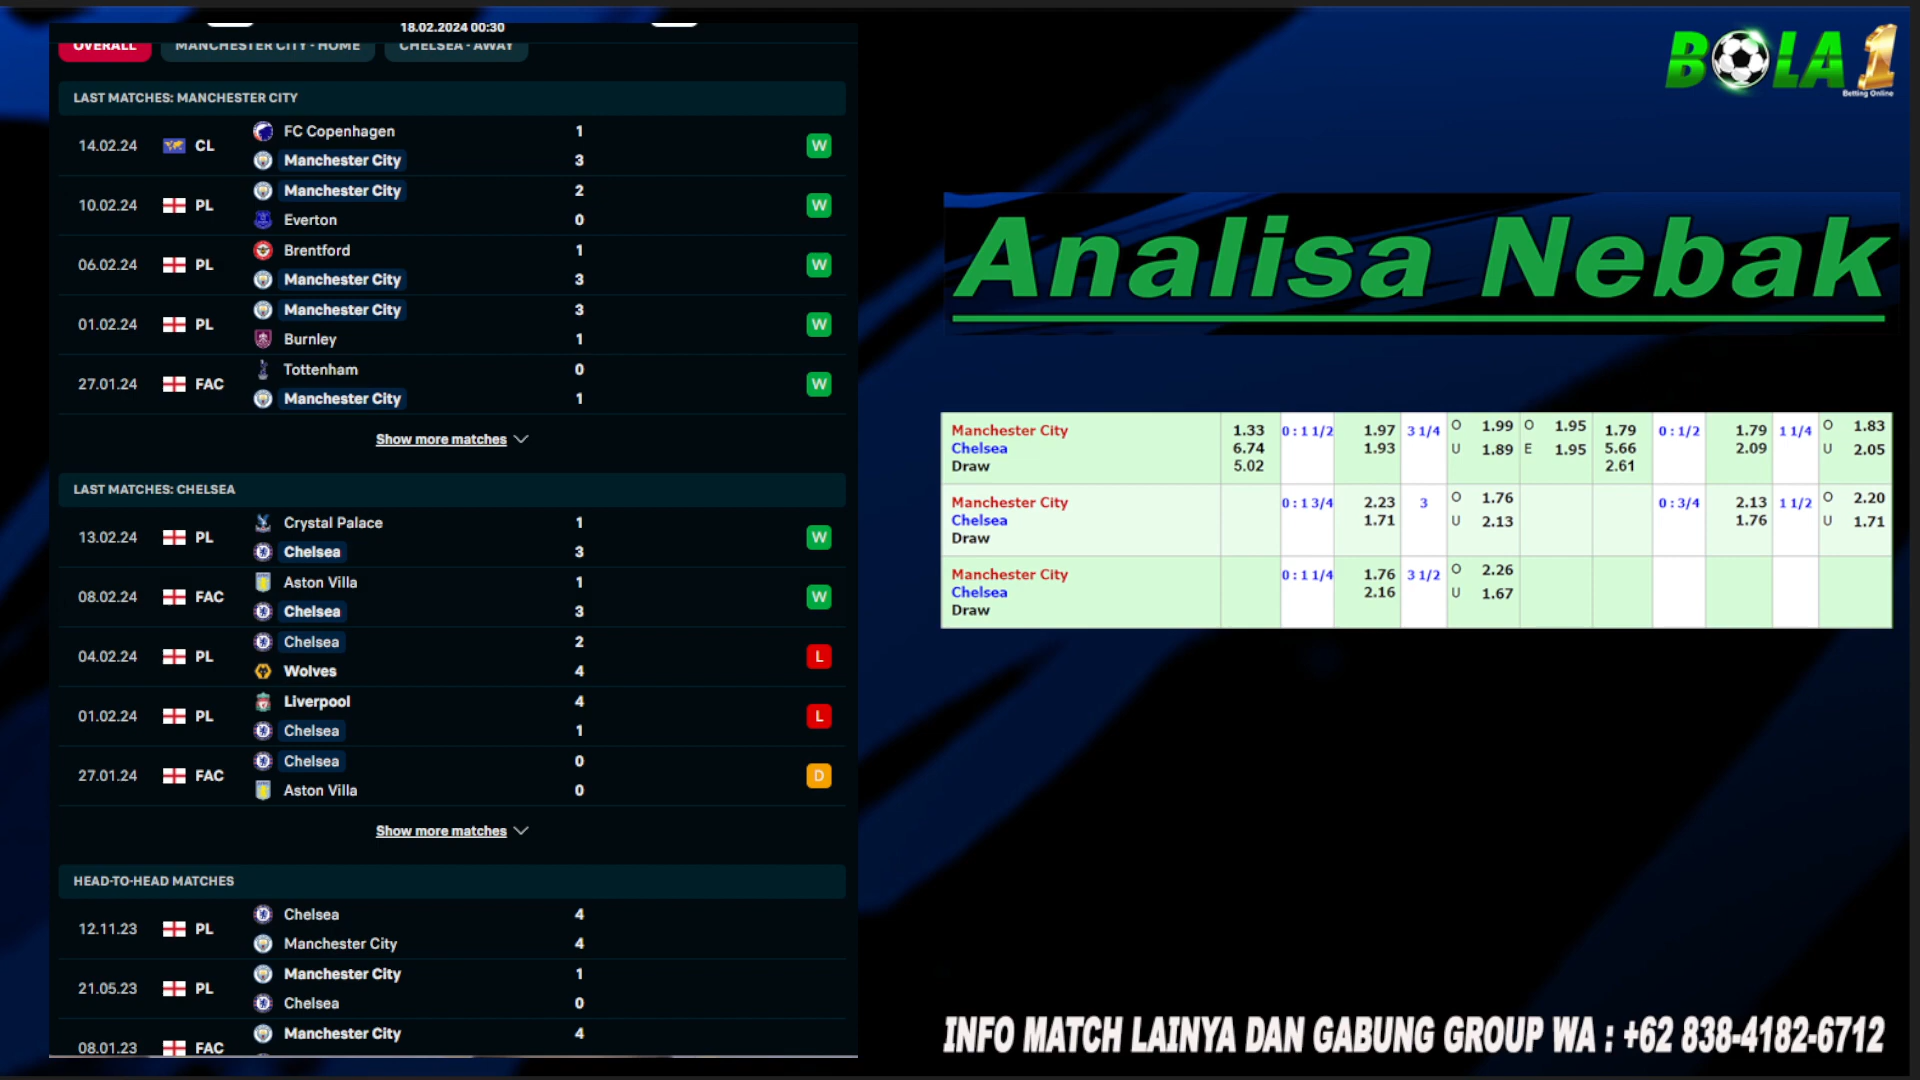 18.02.2024 00:30
OVERALL MANCHESTER CITY - HOME CHELSEA - AWAY
LAST MATCHES: MANCHESTER CITY
14.02.24 CL FC Copenhagen 1 W
Manchester City 3
10.02.24 PL Manchester City 2 W
Everton 0
06.02.24 PL Brentford 1 W
Manchester City 3
01.02.24 PL Manchester City 3 W
Burnley 1
27.01.24 FAC Tottenham 0 W
Manchester City 1
Show more matches
LAST MATCHES: CHELSEA
13.02.24 PL Crystal Palace 1 W
Chelsea 3
08.02.24 FAC Aston Villa 1 W
Chelsea 3
04.02.24 PL Chelsea 2 L
Wolves 4
01.02.24 PL Liverpool 4 L
Chelsea 1
27.01.24 FAC Chelsea 0 D
Aston Villa 0
Show more matches
HEAD-TO-HEAD MATCHES
12.11.23 PL Chelsea 4
Manchester City 4
21.05.23 PL Manchester City 1
Chelsea 0
08.01.23 FAC Manchester City 4
BOLA 1
Betting Online
Analisa Nebak
Manchester City 1.33 0 : 1 1/2 1.97 3 1/4 O 1.99 O 1.95 1.79 0 : 1/2 1.79 1 1/4 O 1.83
Chelsea 6.74 1.93 U 1.89 E 1.95 5.66 2.09 U 2.05
Draw 5.02 2.61
Manchester City 0 : 1 3/4 2.23 3 O 1.76 0 : 3/4 2.13 1 1/2 O 2.20
Chelsea 1.71 U 2.13 1.76 U 1.71
Draw
Manchester City 0 : 1 1/4 1.76 3 1/2 O 2.26
Chelsea 2.16 U 1.67
Draw
INFO MATCH LAINYA DAN GABUNG GROUP WA : +62 838-4182-6712